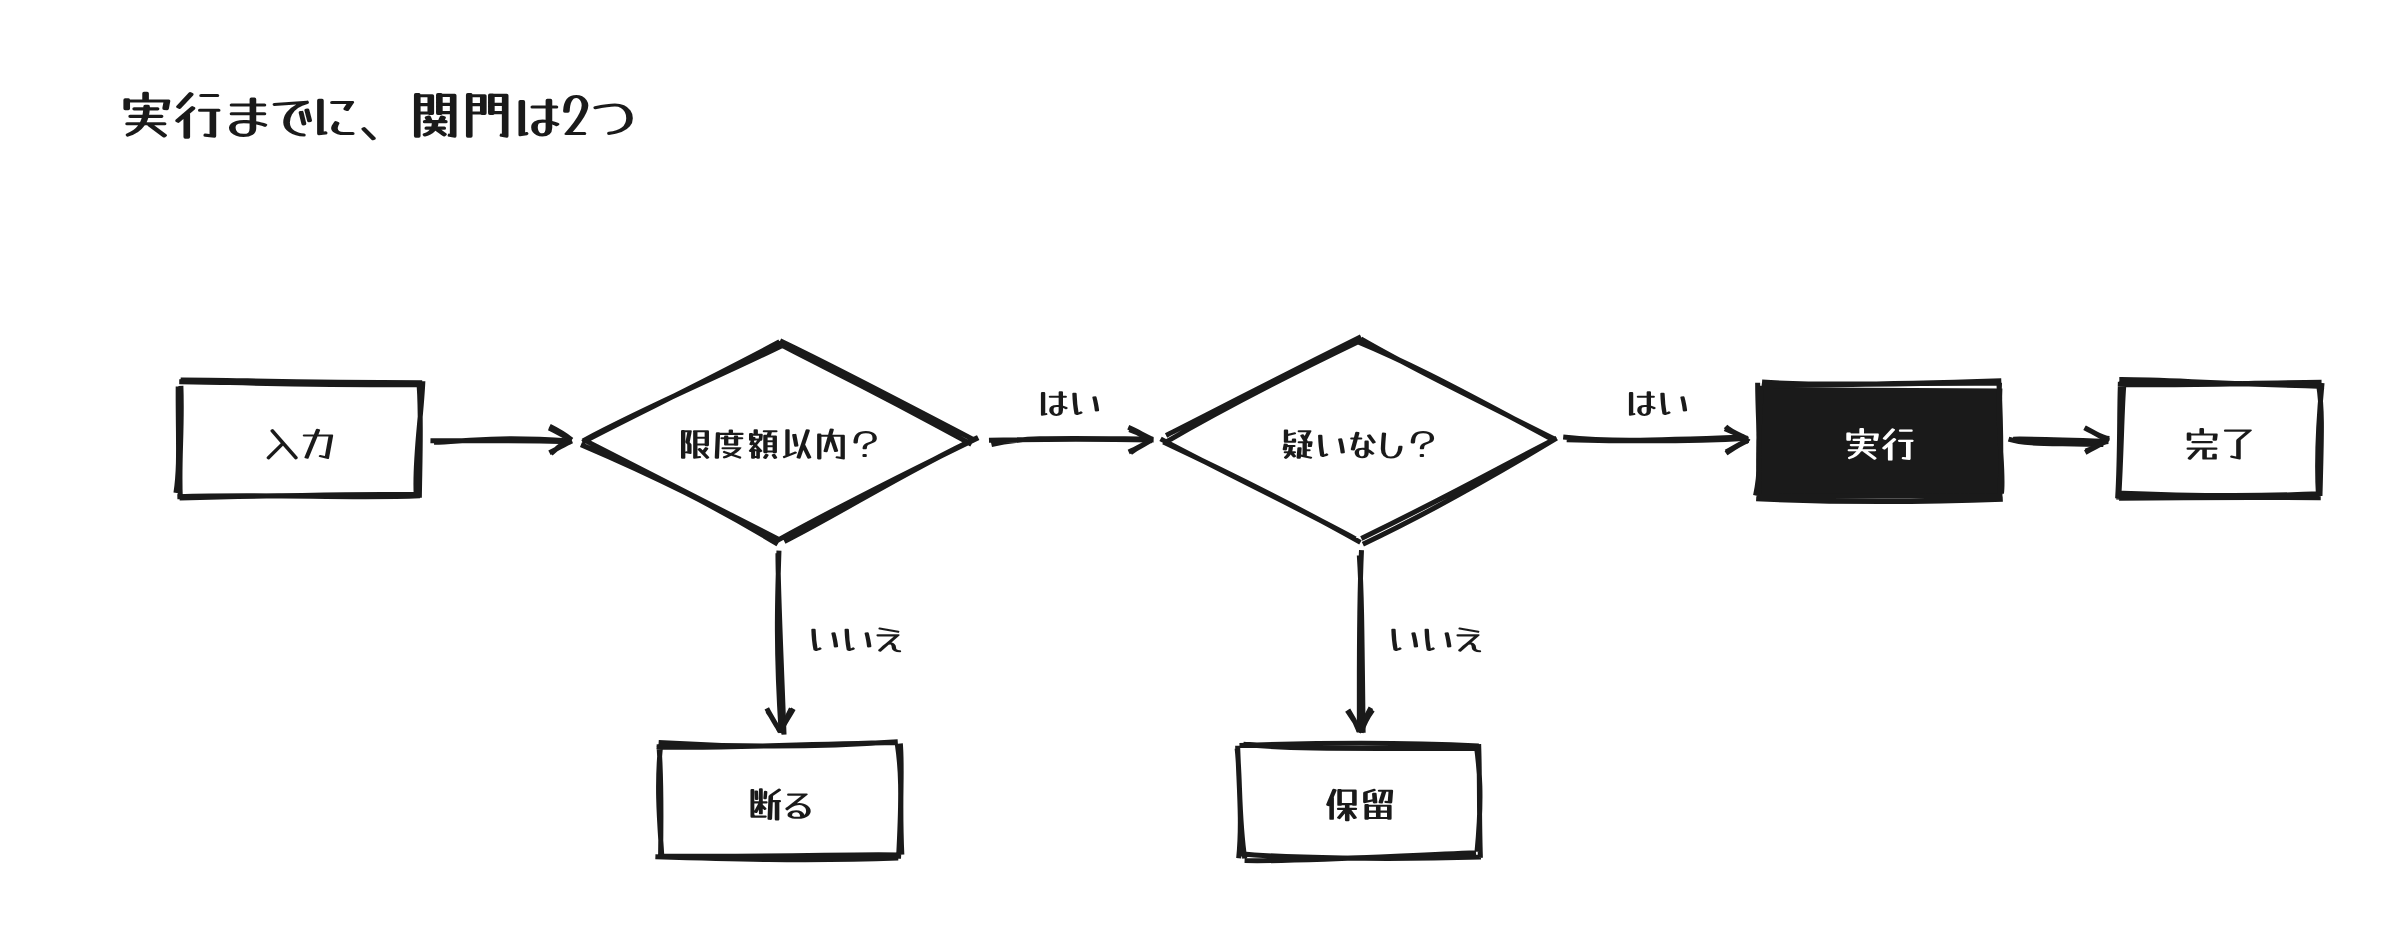 実行までに、関門は2つ
入力
限度額以内？
はい
疑いなし？
はい
実行
完了
いいえ
いいえ
断る
保留